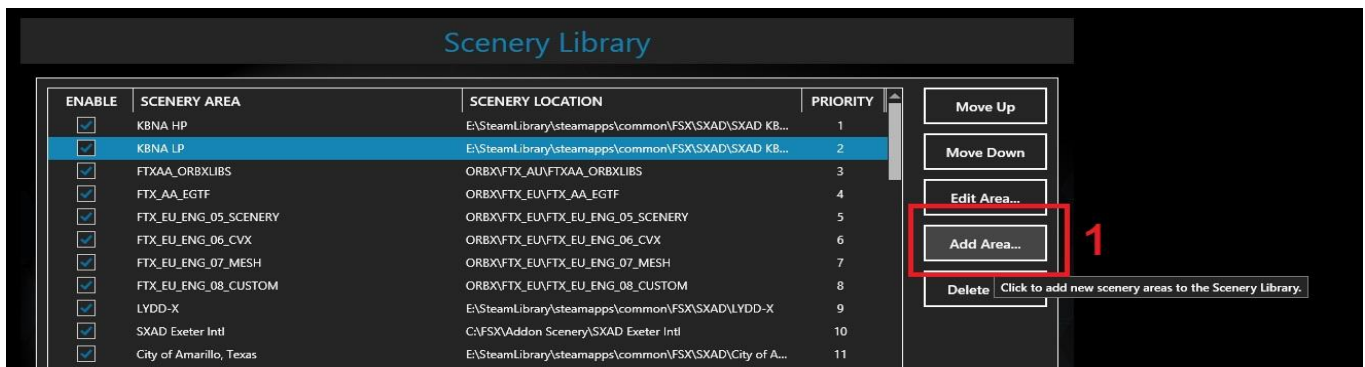 Scenery Library
ENABLE SCENERY AREA SCENERY LOCATION PRIORITY
KBNA HP E:\SteamLibrary\steamapps\common\FSX\SXAD\SXAD KB... 1
KBNA LP E:\SteamLibrary\steamapps\common\FSX\SXAD\SXAD KB... 2
FTXAA_ORBXLIBS ORBX\FTX_AU\FTXAA_ORBXLIBS 3
FTX_AA_EGTF ORBX\FTX_EU\FTX_AA_EGTF 4
FTX_EU_ENG_05_SCENERY ORBX\FTX_EU\FTX_EU_ENG_05_SCENERY 5
FTX_EU_ENG_06_CVX ORBX\FTX_EU\FTX_EU_ENG_06_CVX 6
FTX_EU_ENG_07_MESH ORBX\FTX_EU\FTX_EU_ENG_07_MESH 7
FTX_EU_ENG_08_CUSTOM ORBX\FTX_EU\FTX_EU_ENG_08_CUSTOM 8
LYDD-X E:\SteamLibrary\steamapps\common\FSX\SXAD\LYDD-X 9
SXAD Exeter Intl C:\FSX\Addon Scenery\SXAD Exeter Intl 10
City of Amarillo, Texas E:\SteamLibrary\steamapps\common\FSX\SXAD\City of A... 11
Move Up
Move Down
Edit Area...
Add Area...
1
Delete
Click to add new scenery areas to the Scenery Library.